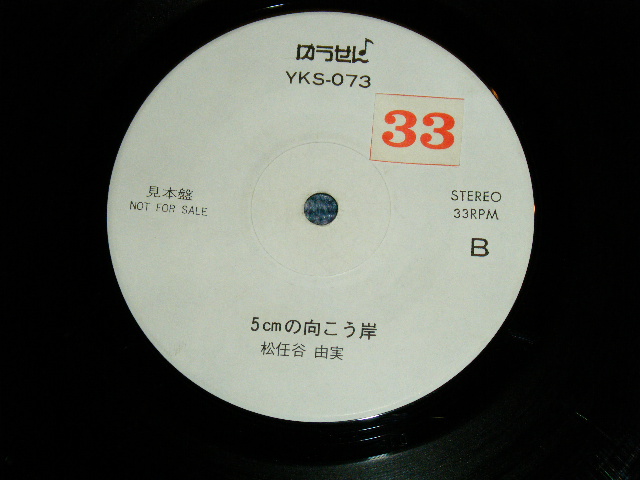 ゆうせん
YKS-073
33
見本盤
NOT FOR SALE
STEREO
33RPM
B
5cmの向こう岸
松任谷 由実